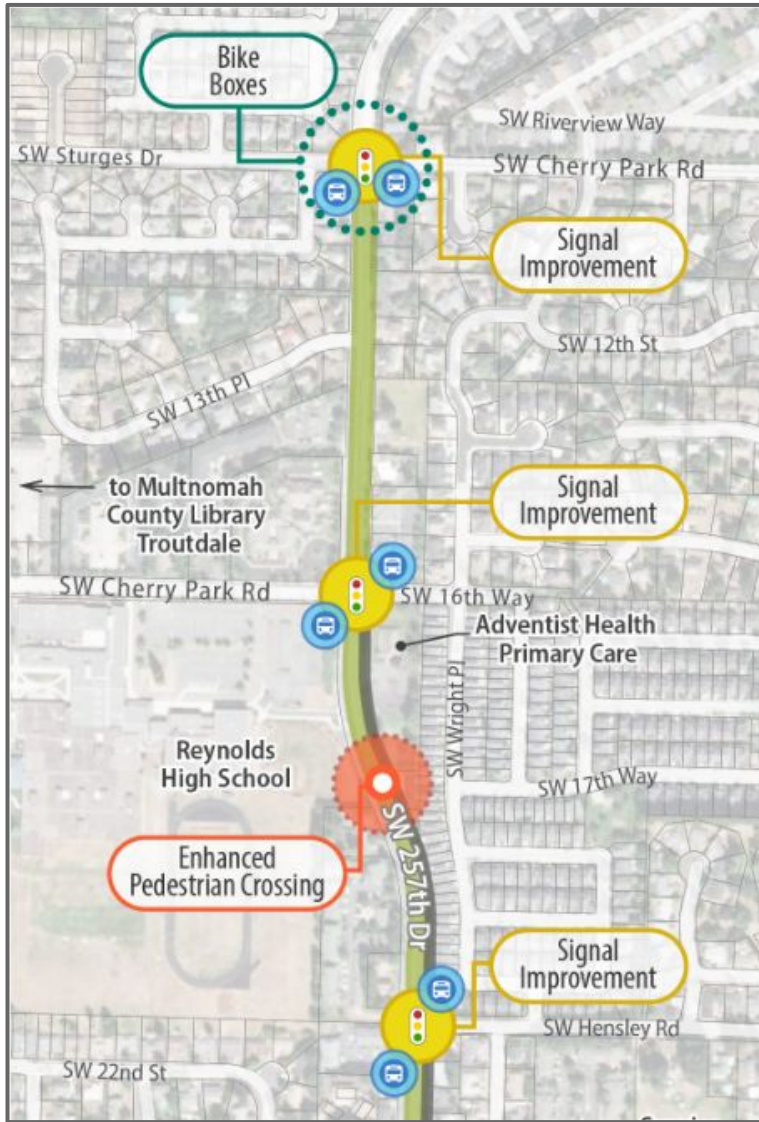 Bike
Boxes
SW Riverview Way
SW Sturges Dr
SW Cherry Park Rd
Signal
Improvement
SW 12th St
SW 13th Pl
to Multnomah
County Library
Troutdale
Signal
Improvement
SW Cherry Park Rd
SW 16th Way
Adventist Health
Primary Care
SW Wright Pl
Reynolds
High School
SW 17th Way
Enhanced
Pedestrian Crossing
SW 257th Dr
Signal
Improvement
SW Hensley Rd
SW 22nd St